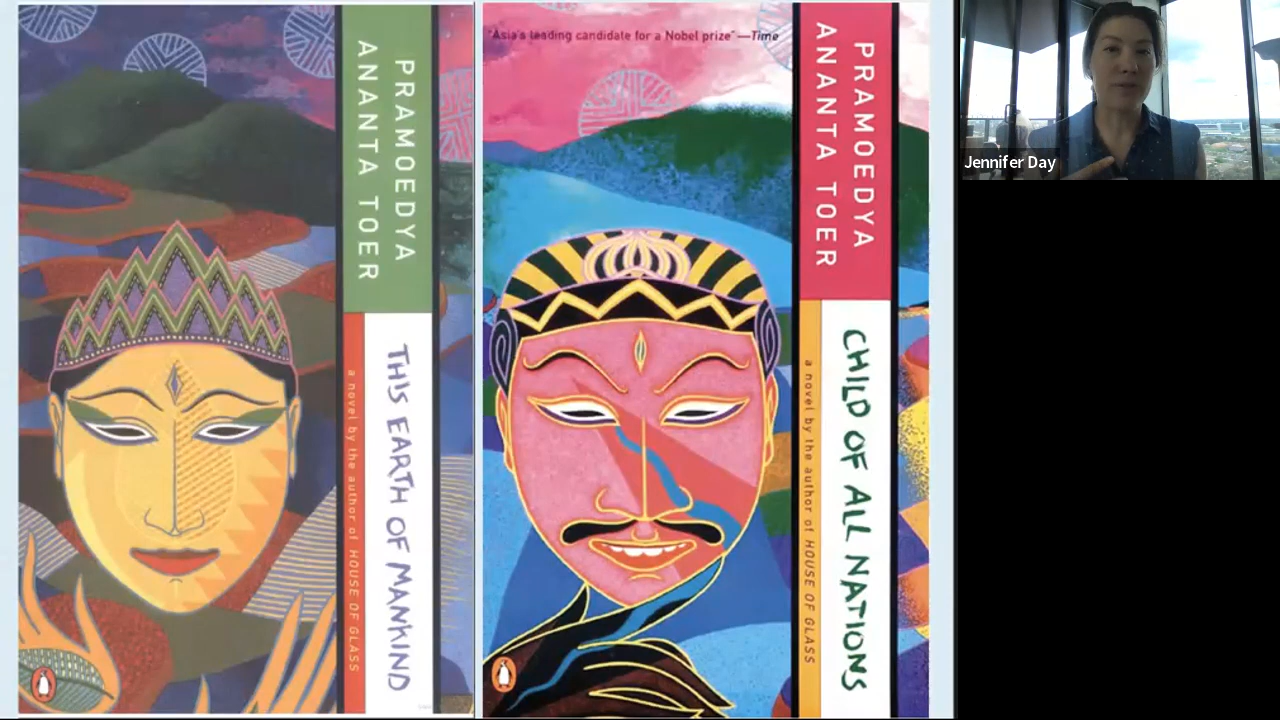 PRAMOEDYA
ANANTA TOER
THIS EARTH OF MANKIND
a novel by the author of HOUSE OF GLASS
"Asia's leading candidate for a Nobel prize" —Time
PRAMOEDYA
ANANTA TOER
CHILD OF ALL NATIONS
a novel by the author of HOUSE OF GLASS
Jennifer Day